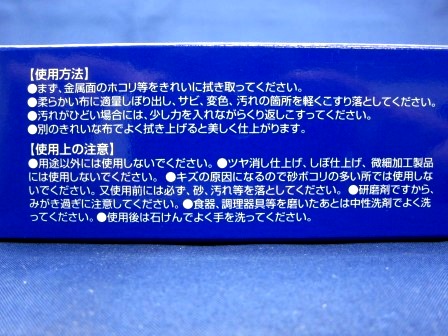 【使用方法】
●まず、金属面のホコリ等をきれいに拭き取ってください。
●柔らかい布に適量しぼり出し、サビ、変色、汚れの箇所を軽くこすり落としてください。
●汚れがひどい場合には、少し力を入れながらくり返しこすってください。
●別のきれいな布でよく拭き上げると美しく仕上がります。
【使用上の注意】
●用途以外には使用しないでください。●ツヤ消し仕上げ、しぼ仕上げ、微細加工製品
には使用しないでください。●キズの原因になるので砂ボコリの多い所では使用しな
いでください。又使用前には必ず、砂、汚れ等を落としてください。●研磨剤ですから、
みがき過ぎに注意してください。●食器、調理器具等を磨いたあとは中性洗剤でよく洗
ってください。●使用後は石けんでよく手を洗ってください。